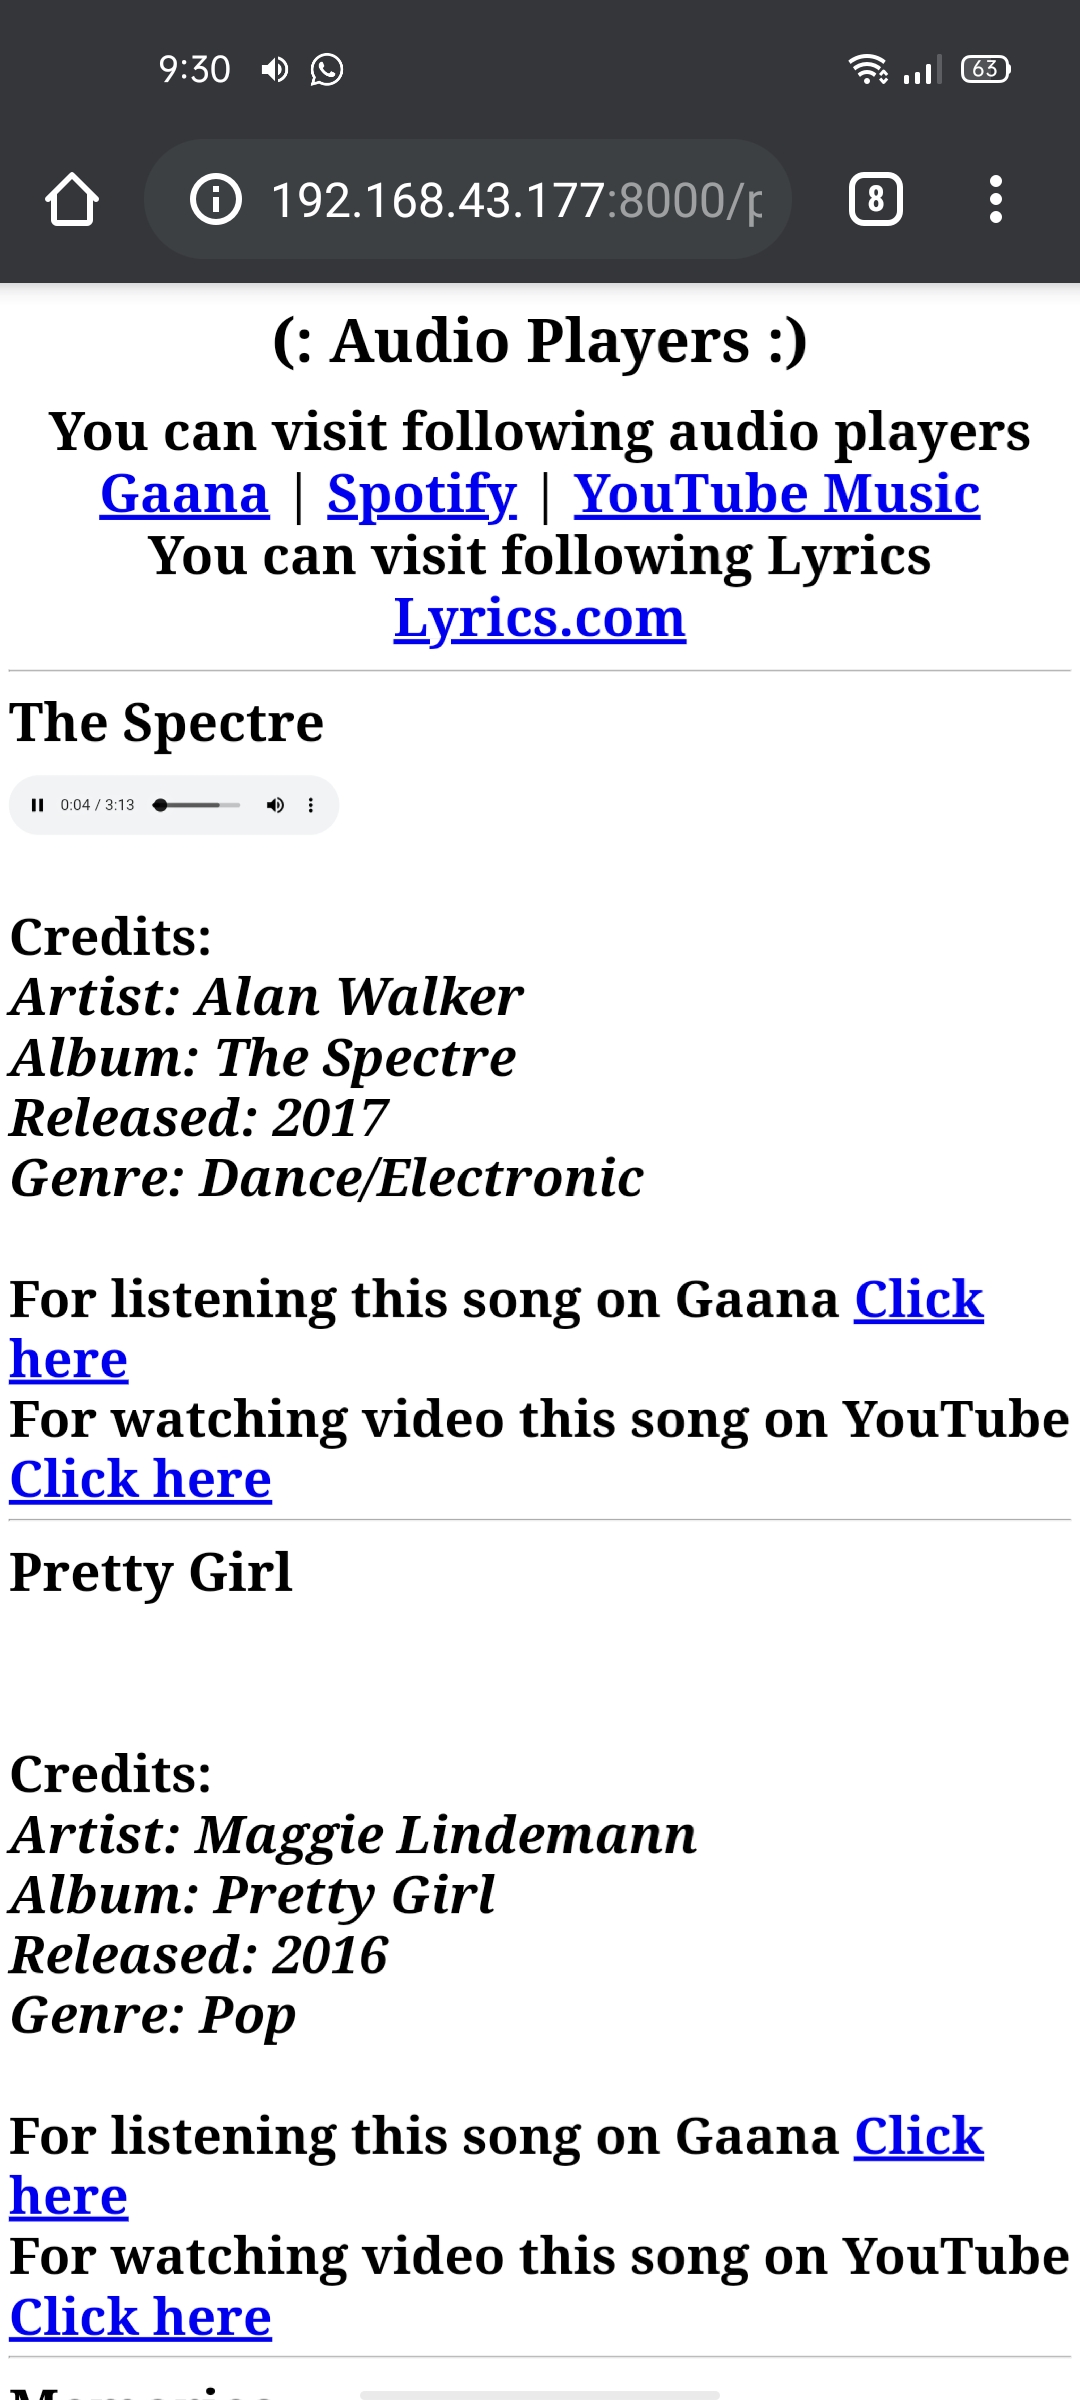 9:30
63
192.168.43.177:8000/p
8
(: Audio Players :)
You can visit following audio players
Gaana | Spotify | YouTube Music
You can visit following Lyrics
Lyrics.com
The Spectre
0:04 / 3:13
Credits:
Artist: Alan Walker
Album: The Spectre
Released: 2017
Genre: Dance/Electronic
For listening this song on Gaana Click
here
For watching video this song on YouTube
Click here
Pretty Girl
Credits:
Artist: Maggie Lindemann
Album: Pretty Girl
Released: 2016
Genre: Pop
For listening this song on Gaana Click
here
For watching video this song on YouTube
Click here
Memories